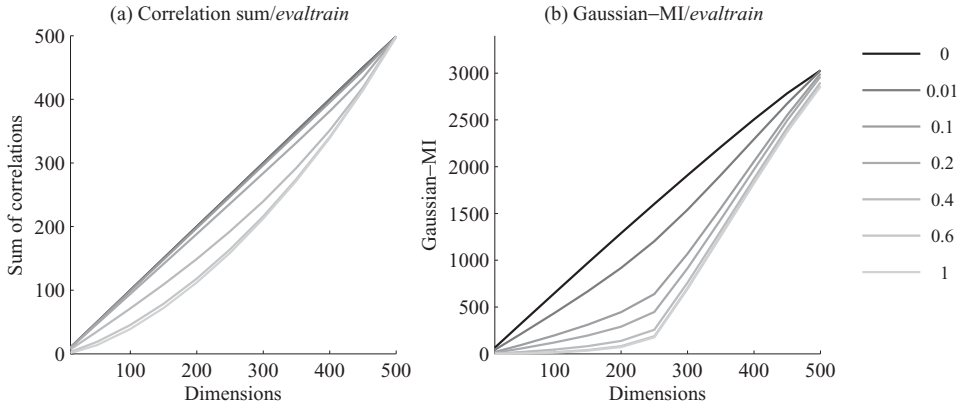 (a) Correlation sum/evaltrain
500
400
300
200
100
0
Sum of correlations
100 200 300 400 500
Dimensions
(b) Gaussian–MI/evaltrain
3000
2500
2000
1500
1000
500
0
Gaussian–MI
100 200 300 400 500
Dimensions
0
0.01
0.1
0.2
0.4
0.6
1